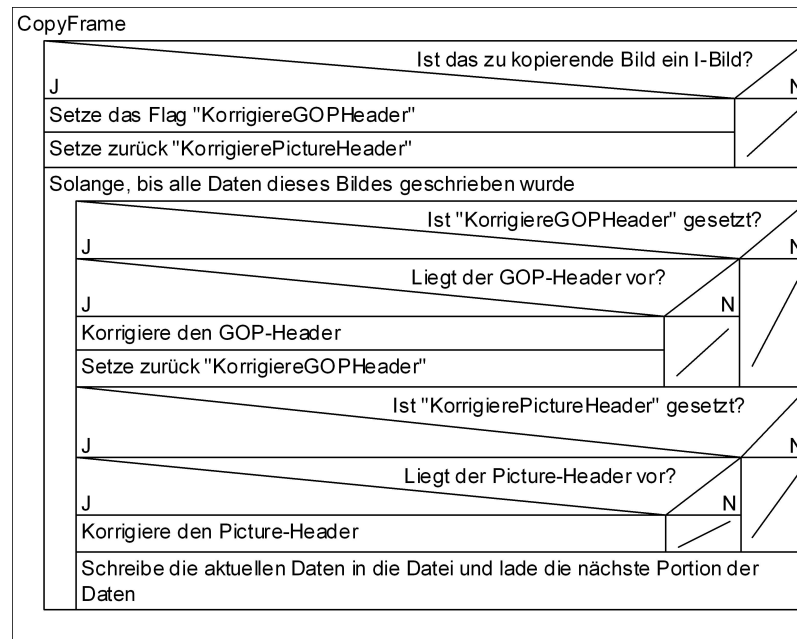 CopyFrame
Ist das zu kopierende Bild ein I-Bild?
J
N
Setze das Flag "KorrigiereGOPHeader"
Setze zurück "KorrigierePictureHeader"
Solange, bis alle Daten dieses Bildes geschrieben wurde
Ist "KorrigiereGOPHeader" gesetzt?
J
N
Liegt der GOP-Header vor?
J
N
Korrigiere den GOP-Header
Setze zurück "KorrigiereGOPHeader"
Ist "KorrigierePictureHeader" gesetzt?
J
N
Liegt der Picture-Header vor?
J
N
Korrigiere den Picture-Header
Schreibe die aktuellen Daten in die Datei und lade die nächste Portion der
Daten